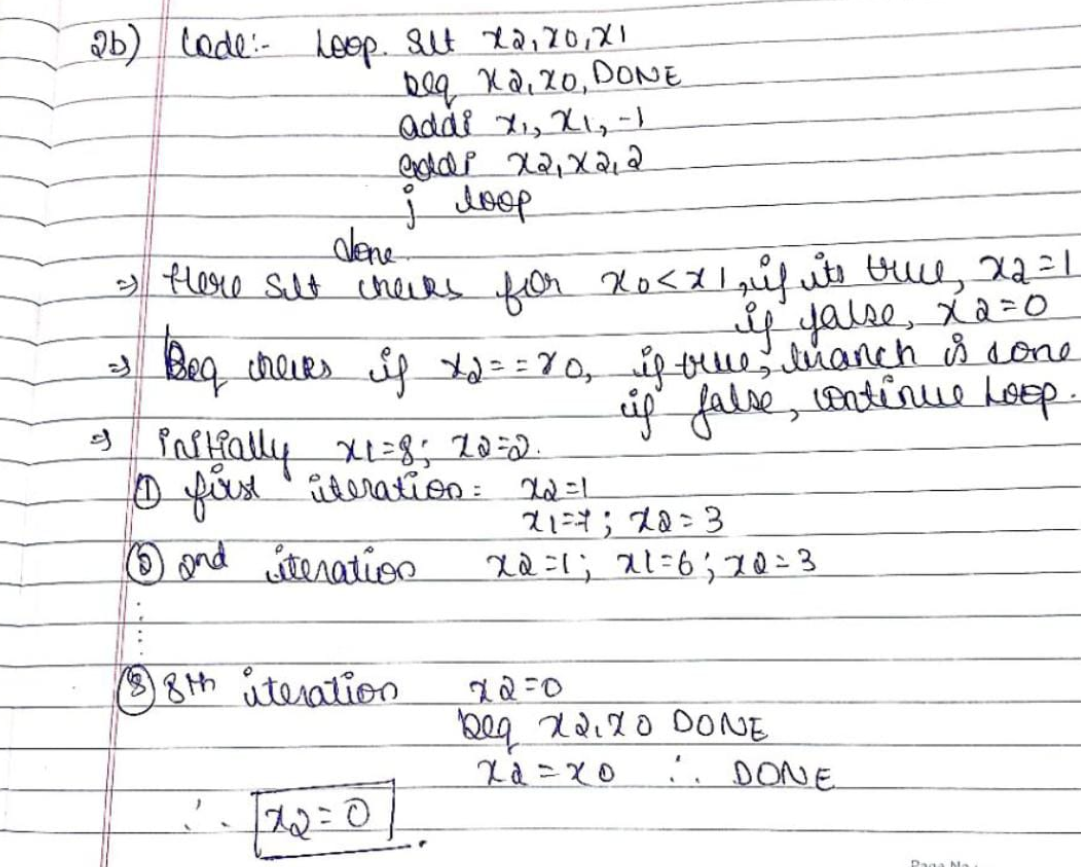 2b) Code:- Loop. Slt x2,x0,x1
beq x2,x0,DONE
addi x1,x1,-1
addi x2,x2,2
j loop
done.
⇒ Here Slt checks for x0<x1, if its true, x2=1
if false, x2=0
⇒ Beq checks if x2==x0, if true, branch is done
if false, continue Loop.
⇒ initially x1=8; x2=2.
① first iteration: x2=1
x1=7; x2=3
② 2nd iteration x2=1; x1=6; x2=3
⋮
⑧ 8th iteration x2=0
beq x2,x0 DONE
x2=x0 ∴ DONE
∴ x2=0.
Page No.